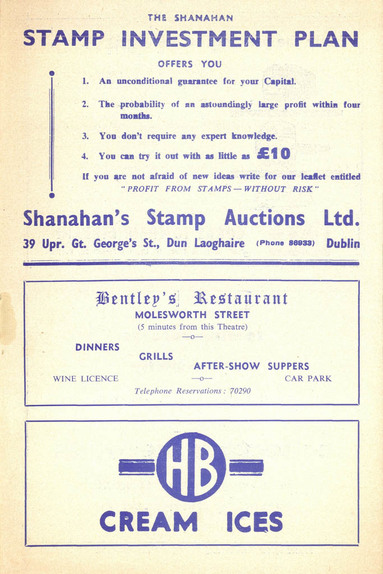 THE SHANAHAN
STAMP INVESTMENT PLAN
OFFERS YOU
1. An unconditional guarantee for your Capital.
2. The probability of an astoundingly large profit within four
months.
3. You don't require any expert knowledge.
4. You can try it out with as little as £10
If you are not afraid of new ideas write for our leaflet entitled
"PROFIT FROM STAMPS—WITHOUT RISK"
Shanahan's Stamp Auctions Ltd.
39 Upr. Gt. George's St., Dun Laoghaire (Phone 86933) Dublin
Bentley's Restaurant
MOLESWORTH STREET
(5 minutes from this Theatre)
—o—
DINNERS
GRILLS
AFTER-SHOW SUPPERS
WINE LICENCE —o— CAR PARK
Telephone Reservations : 70290
HB
CREAM ICES